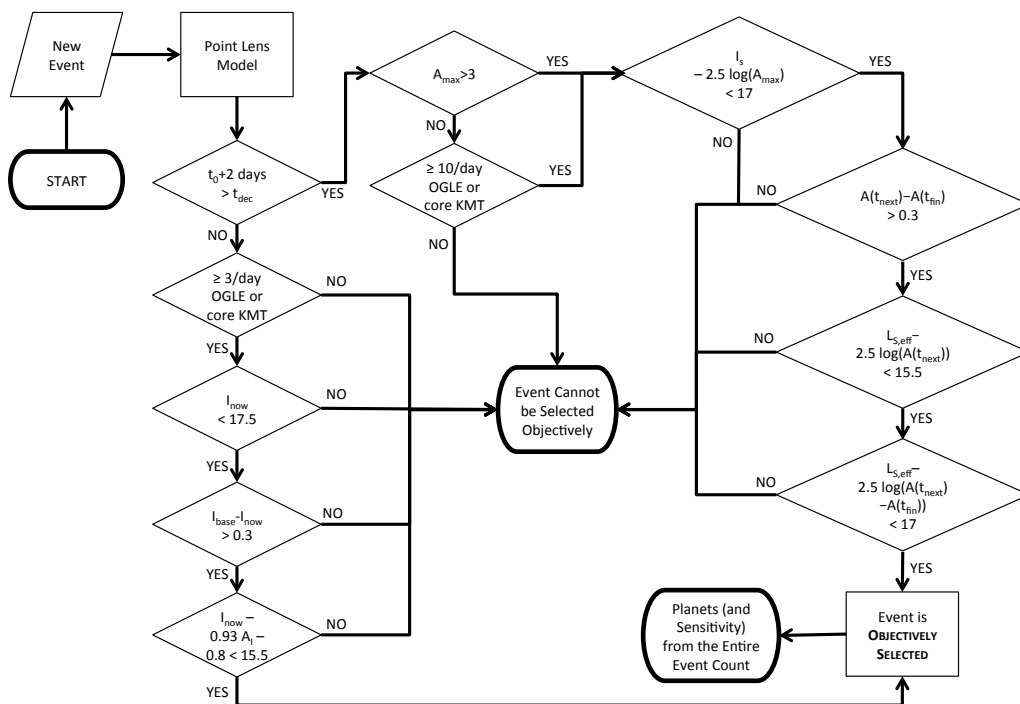 New
Event
Point Lens
Model
START
t0+2 days
> tdec
YES
NO
Amax>3
YES
NO
≥ 10/day
OGLE or
core KMT
YES
NO
Is
– 2.5 log(Amax)
< 17
YES
NO
A(tnext)–A(tfin)
> 0.3
NO
YES
LS,eff–
2.5 log(A(tnext))
< 15.5
NO
YES
LS,eff–
2.5 log(A(tnext)
–A(tfin))
< 17
NO
YES
≥ 3/day
OGLE or
core KMT
NO
YES
Inow
< 17.5
NO
YES
Ibase-Inow
> 0.3
NO
YES
Inow –
0.93 AI –
0.8 < 15.5
NO
YES
Event Cannot
be Selected
Objectively
Event is
OBJECTIVELY
SELECTED
Planets (and
Sensitivity)
from the Entire
Event Count